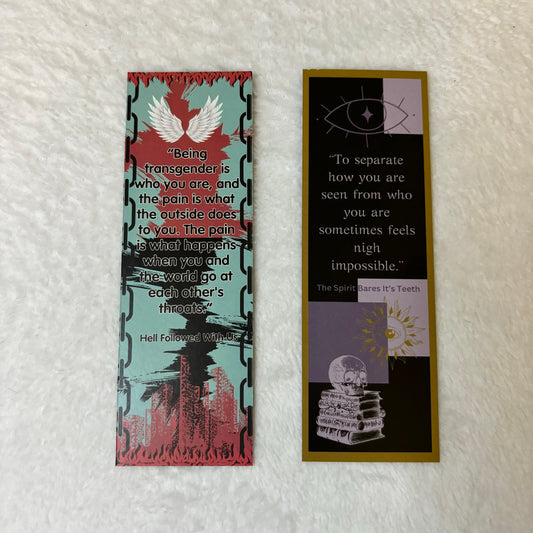 “Being
transgender is
who you are, and
the pain is what
the outside does
to you. The pain
is what happens
when you and
the world go at
each other's
throats.”
Hell Followed With Us
“To separate
how you are
seen from who
you are
sometimes feels
nigh
impossible.”
The Spirit Bares It's Teeth